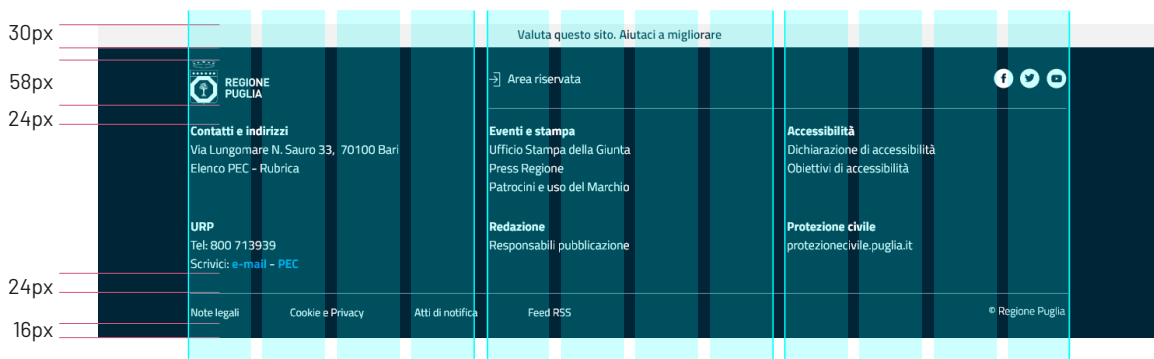 30px
Valuta questo sito. Aiutaci a migliorare
58px
REGIONE
PUGLIA
Area riservata
24px
Contatti e indirizzi
Via Lungomare N. Sauro 33, 70100 Bari
Elenco PEC - Rubrica
Eventi e stampa
Ufficio Stampa della Giunta
Press Regione
Patrocini e uso del Marchio
Accessibilità
Dichiarazione di accessibilità
Obiettivi di accessibilità
URP
Tel: 800 713939
Scrivici: e-mail - PEC
Redazione
Responsabili pubblicazione
Protezione civile
protezionecivile.puglia.it
24px
Note legali Cookie e Privacy Atti di notifica Feed RSS © Regione Puglia
16px